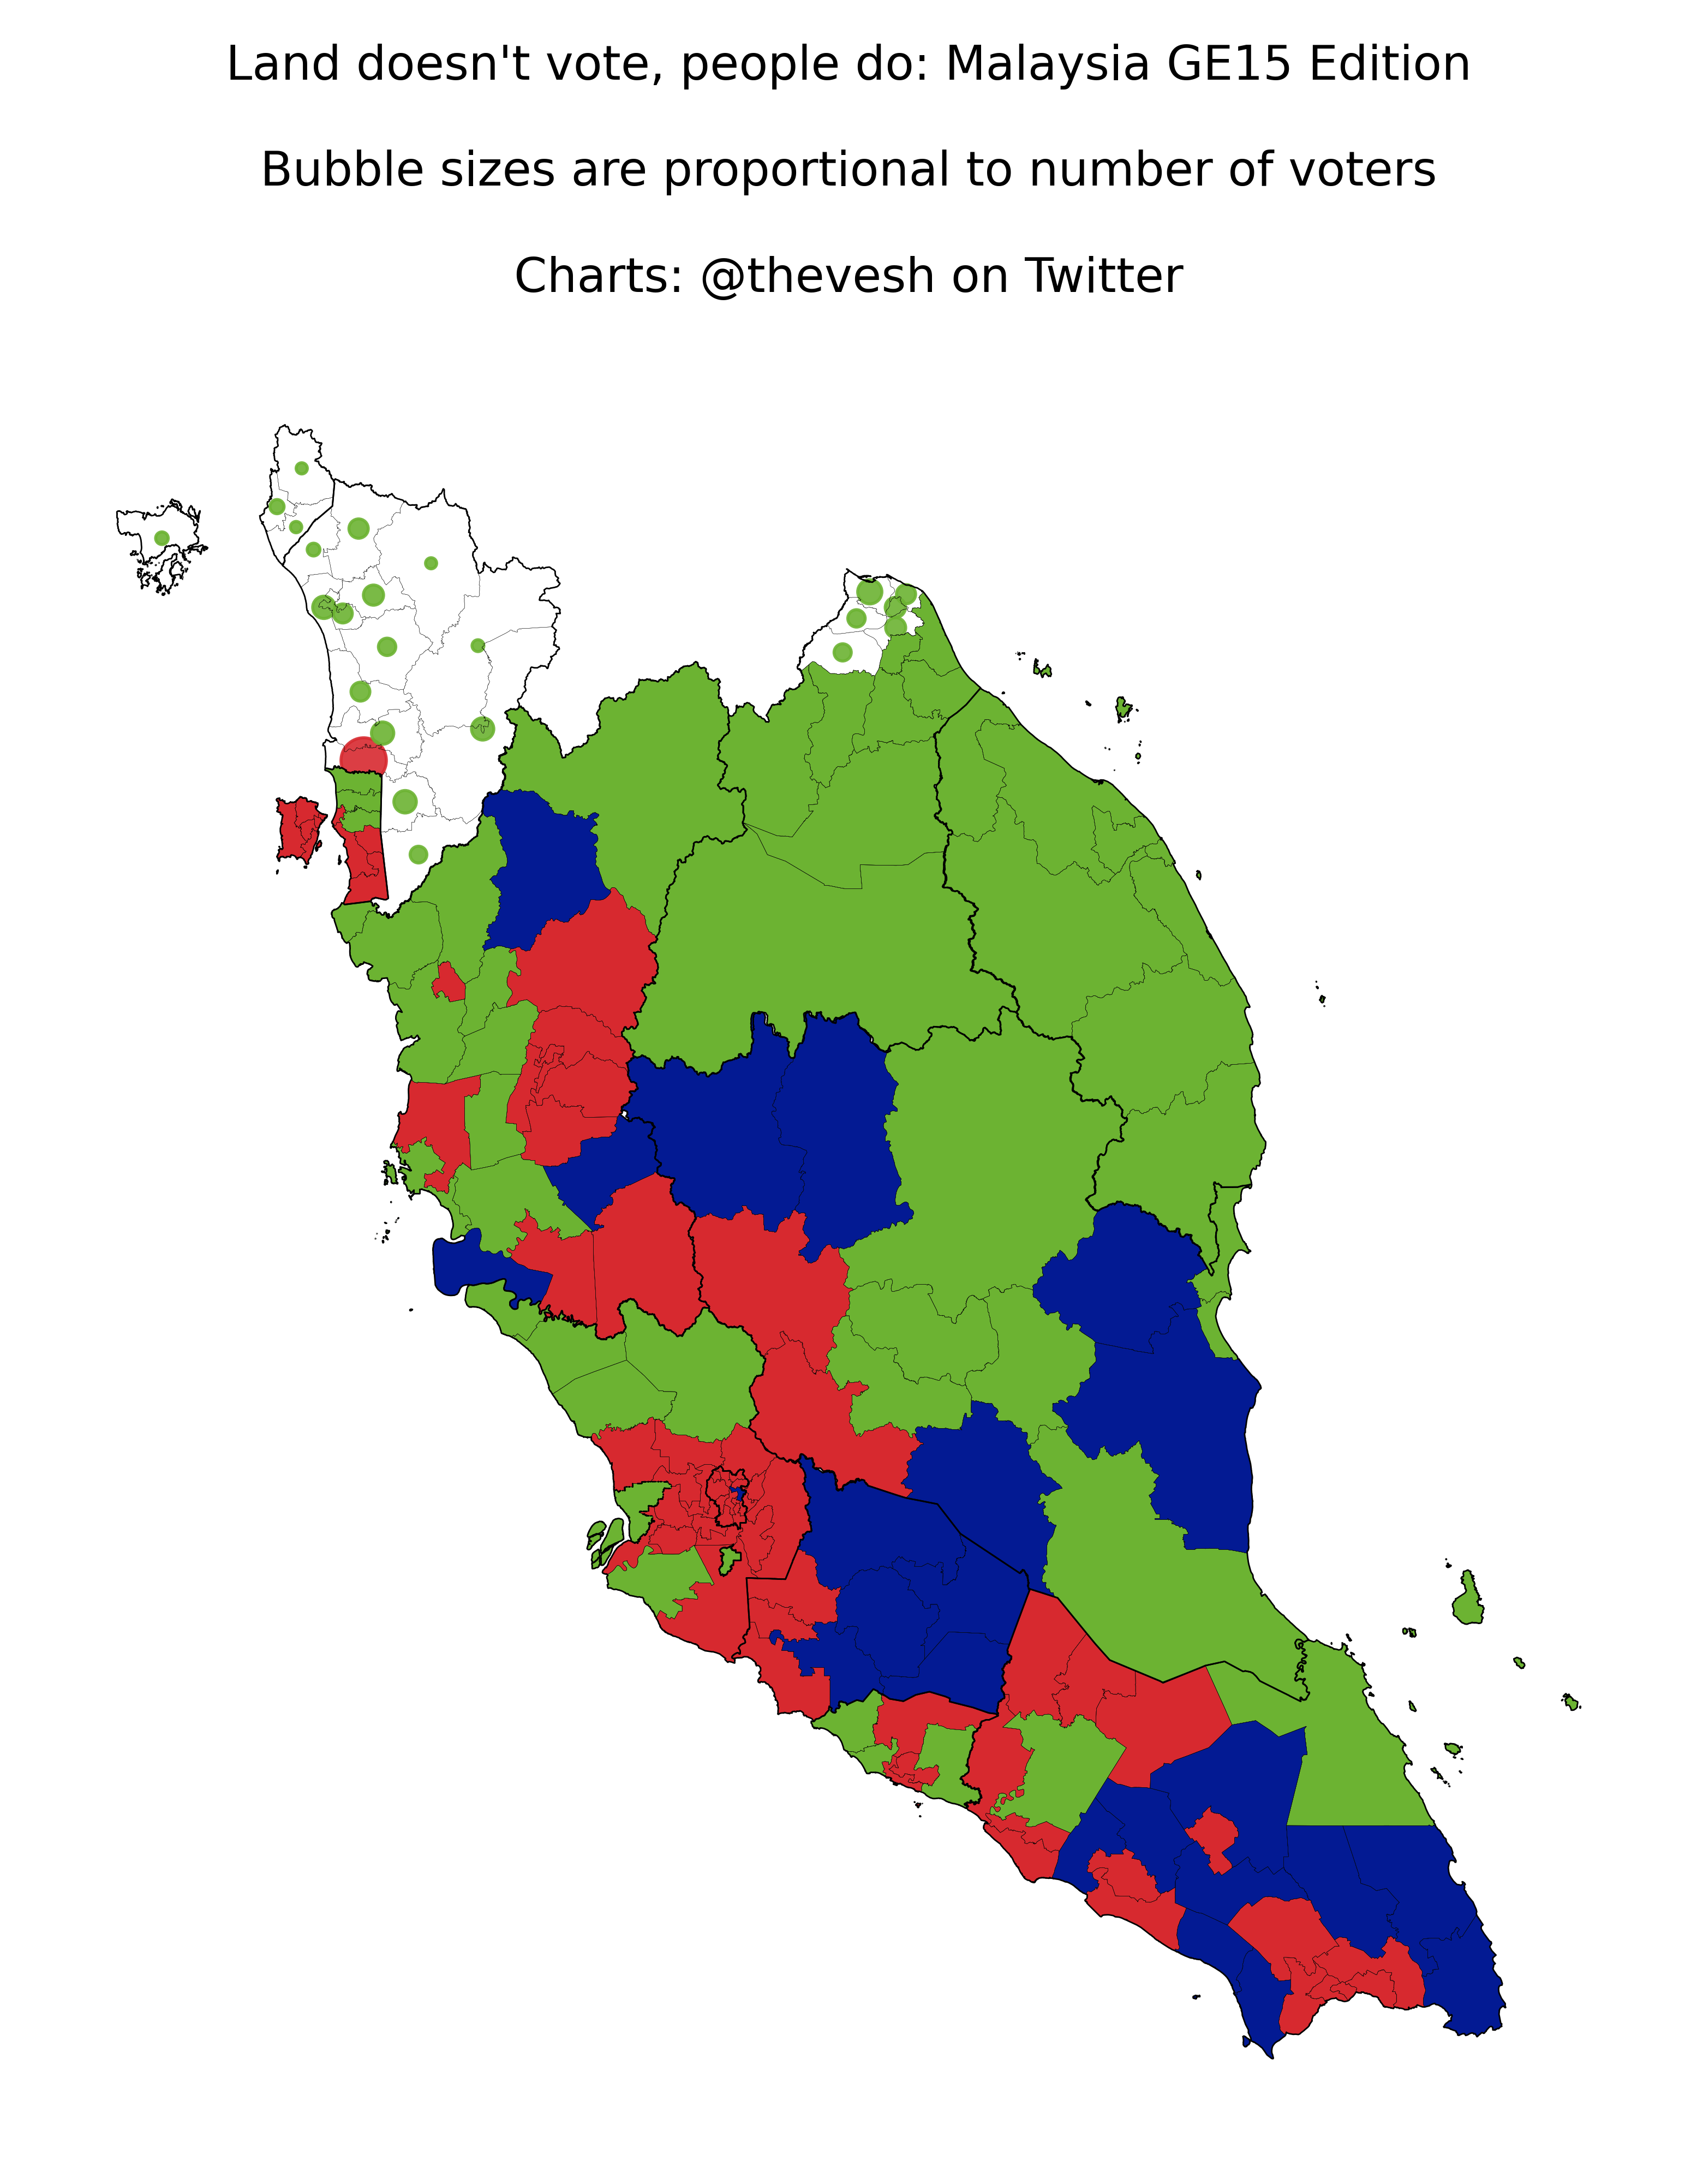 Land doesn't vote, people do: Malaysia GE15 Edition
Bubble sizes are proportional to number of voters
Charts: @thevesh on Twitter